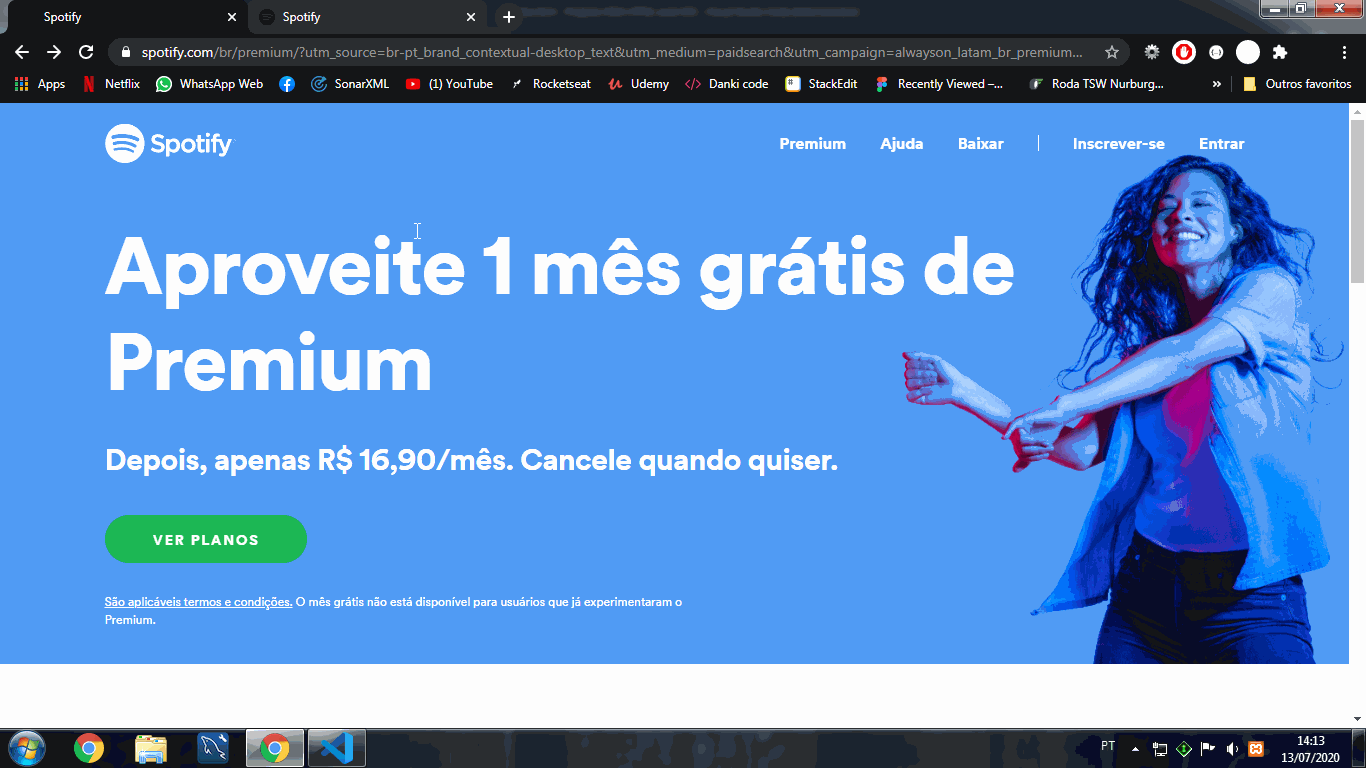 Spotify
Spotify
spotify.com/br/premium/?utm_source=br-pt_brand_contextual-desktop_text&utm_medium=paidsearch&utm_campaign=alwayson_latam_br_premium...
Apps
Netflix
WhatsApp Web
SonarXML
(1) YouTube
Rocketseat
Udemy
Danki code
StackEdit
Recently Viewed –...
Roda TSW Nurburg...
»
Outros favoritos
Spotify
Premium
Ajuda
Baixar
Inscrever-se
Entrar
Aproveite 1 mês grátis de
Premium
Depois, apenas R$ 16,90/mês. Cancele quando quiser.
VER PLANOS
São aplicáveis termos e condições. O mês grátis não está disponível para usuários que já experimentaram o
Premium.
PT
14:13
13/07/2020